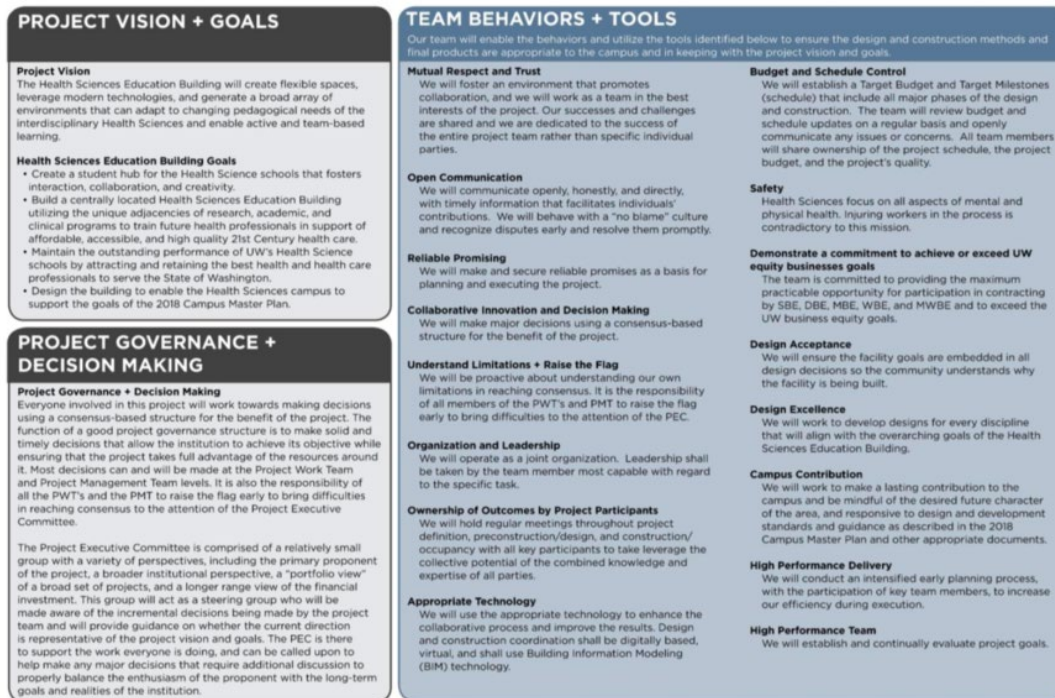 PROJECT VISION + GOALS
Project Vision
The Health Sciences Education Building will create flexible spaces,
leverage modern technologies, and generate a broad array of
environments that can adapt to changing pedagogical needs of the
interdisciplinary Health Sciences and enable active and team-based
learning.
Health Sciences Education Building Goals
• Create a student hub for the Health Science schools that fosters
interaction, collaboration, and creativity.
• Build a centrally located Health Sciences Education Building
utilizing the unique adjacencies of research, academic, and
clinical programs to train future health professionals in support of
affordable, accessible, and high quality 21st Century health care.
• Maintain the outstanding performance of UW's Health Science
schools by attracting and retaining the best health and health care
professionals to serve the State of Washington.
• Design the building to enable the Health Sciences campus to
support the goals of the 2018 Campus Master Plan.
PROJECT GOVERNANCE +
DECISION MAKING
Project Governance + Decision Making
Everyone involved in this project will work towards making decisions
using a consensus-based structure for the benefit of the project. The
function of a good project governance structure is to make solid and
timely decisions that allow the institution to achieve its objective while
ensuring that the project takes full advantage of the resources around
it. Most decisions can and will be made at the Project Work Team
and Project Management Team levels. It is also the responsibility of
all the PWT's and the PMT to raise the flag early to bring difficulties
in reaching consensus to the attention of the Project Executive
Committee.
The Project Executive Committee is comprised of a relatively small
group with a variety of perspectives, including the primary proponent
of the project, a broader institutional perspective, a "portfolio view"
of a broad set of projects, and a longer range view of the financial
investment. This group will act as a steering group who will be
made aware of the incremental decisions being made by the project
team and will provide guidance on whether the current direction
is representative of the project vision and goals. The PEC is there
to support the work everyone is doing, and can be called upon to
help make any major decisions that require additional discussion to
properly balance the enthusiasm of the proponent with the long-term
goals and realities of the institution.
TEAM BEHAVIORS + TOOLS
Our team will enable the behaviors and utilize the tools identified below to ensure the design and construction methods and
final products are appropriate to the campus and in keeping with the project vision and goals.
Mutual Respect and Trust
We will foster an environment that promotes
collaboration, and we will work as a team in the best
interests of the project. Our successes and challenges
are shared and we are dedicated to the success of
the entire project team rather than specific individual
parties.
Open Communication
We will communicate openly, honestly, and directly,
with timely information that facilitates individuals'
contributions. We will behave with a "no blame" culture
and recognize disputes early and resolve them promptly.
Reliable Promising
We will make and secure reliable promises as a basis for
planning and executing the project.
Collaborative Innovation and Decision Making
We will make major decisions using a consensus-based
structure for the benefit of the project.
Understand Limitations + Raise the Flag
We will be proactive about understanding our own
limitations in reaching consensus. It is the responsibility
of all members of the PWT's and PMT to raise the flag
early to bring difficulties to the attention of the PEC.
Organization and Leadership
We will operate as a joint organization. Leadership shall
be taken by the team member most capable with regard
to the specific task.
Ownership of Outcomes by Project Participants
We will hold regular meetings throughout project
definition, preconstruction/design, and construction/
occupancy with all key participants to take leverage the
collective potential of the combined knowledge and
expertise of all parties.
Appropriate Technology
We will use the appropriate technology to enhance the
collaborative process and improve the results. Design
and construction coordination shall be digitally based,
virtual, and shall use Building Information Modeling
(BIM) technology.
Budget and Schedule Control
We will establish a Target Budget and Target Milestones
(schedule) that include all major phases of the design
and construction. The team will review budget and
schedule updates on a regular basis and openly
communicate any issues or concerns. All team members
will share ownership of the project schedule, the project
budget, and the project's quality.
Safety
Health Sciences focus on all aspects of mental and
physical health. Injuring workers in the process is
contradictory to this mission.
Demonstrate a commitment to achieve or exceed UW
equity businesses goals
The team is committed to providing the maximum
practicable opportunity for participation in contracting
by SBE, DBE, MBE, WBE, and MWBE and to exceed the
UW business equity goals.
Design Acceptance
We will ensure the facility goals are embedded in all
design decisions so the community understands why
the facility is being built.
Design Excellence
We will work to develop designs for every discipline
that will align with the overarching goals of the Health
Sciences Education Building.
Campus Contribution
We will work to make a lasting contribution to the
campus and be mindful of the desired future character
of the area, and responsive to design and development
standards and guidance as described in the 2018
Campus Master Plan and other appropriate documents.
High Performance Delivery
We will conduct an intensified early planning process,
with the participation of key team members, to increase
our efficiency during execution.
High Performance Team
We will establish and continually evaluate project goals.